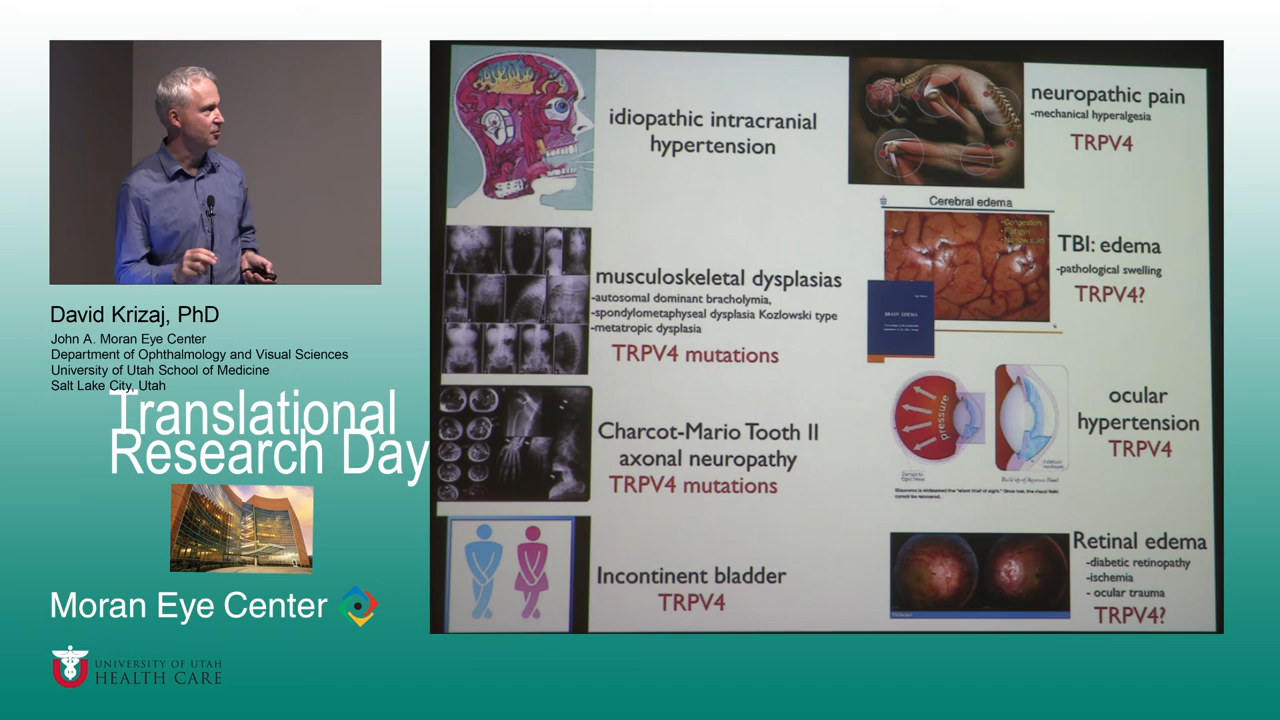 David Krizaj, PhD
John A. Moran Eye Center
Department of Ophthalmology and Visual Sciences
University of Utah School of Medicine
Salt Lake City, Utah
Translational
Research Day
Moran Eye Center
UNIVERSITY OF UTAH
HEALTH CARE
idiopathic intracranial
hypertension
musculoskeletal dysplasias
-autosomal dominant bracholymia,
-spondylometaphyseal dysplasia Kozlowski type
-metatropic dysplasia
TRPV4 mutations
Charcot-Mario Tooth II
axonal neuropathy
TRPV4 mutations
Incontinent bladder
TRPV4
neuropathic pain
-mechanical hyperalgesia
TRPV4
Cerebral edema
BRAIN EDEMA
TBI: edema
-pathological swelling
TRPV4?
pressure
ocular
hypertension
TRPV4
Retinal edema
-diabetic retinopathy
-ischemia
- ocular trauma
TRPV4?